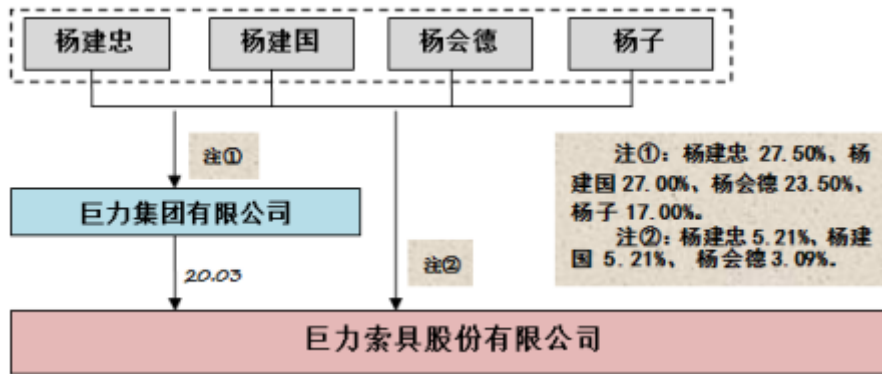 杨建忠
杨建国
杨会德
杨子
注①
注①：杨建忠 27.50%、杨
建国 27.00%、杨会德 23.50%、
杨子 17.00%。
注②：杨建忠 5.21%、杨建
国 5.21%、 杨会德 3.09%.
巨力集团有限公司
20.03
注②
巨力索具股份有限公司